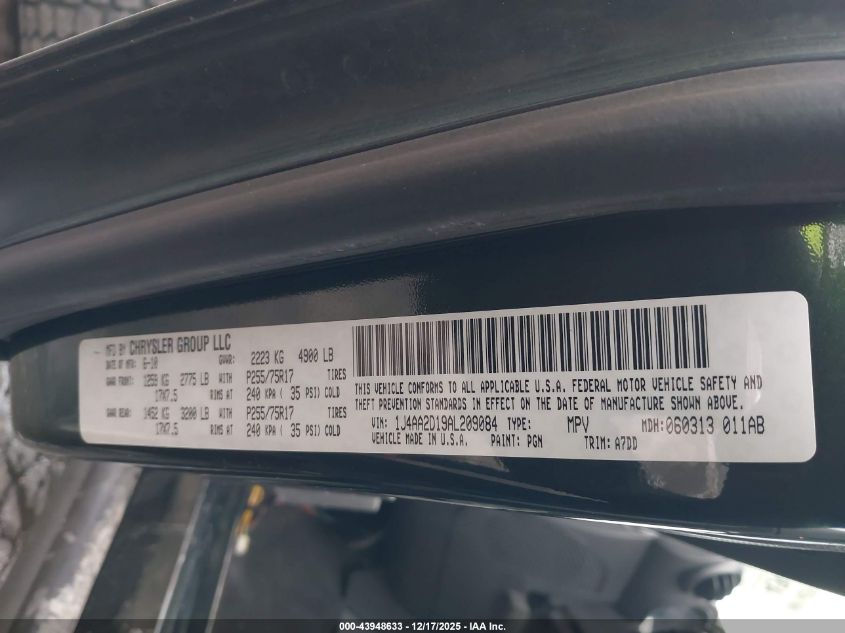 MFD BY CHRYSLER GROUP LLC
DATE OF MFR: 6-10 GVWR: 2223 KG 4900 LB
GAWR FRONT: 1259 KG 2775 LB WITH P255/75R17 TIRES
17X7.5 RIMS AT 240 KPA ( 35 PSI) COLD
GAWR REAR: 1452 KG 3200 LB WITH P255/75R17 TIRES
17X7.5 RIMS AT 240 KPA ( 35 PSI) COLD
THIS VEHICLE CONFORMS TO ALL APPLICABLE U.S.A. FEDERAL MOTOR VEHICLE SAFETY AND
THEFT PREVENTION STANDARDS IN EFFECT ON THE DATE OF MANUFACTURE SHOWN ABOVE.
VIN: 1J4AA2D19AL209084 TYPE: MPV MDH:060313 011AB
VEHICLE MADE IN U.S.A. PAINT: PGN TRIM: A7DD
000-43948633 - 12/17/2025 - IAA Inc.